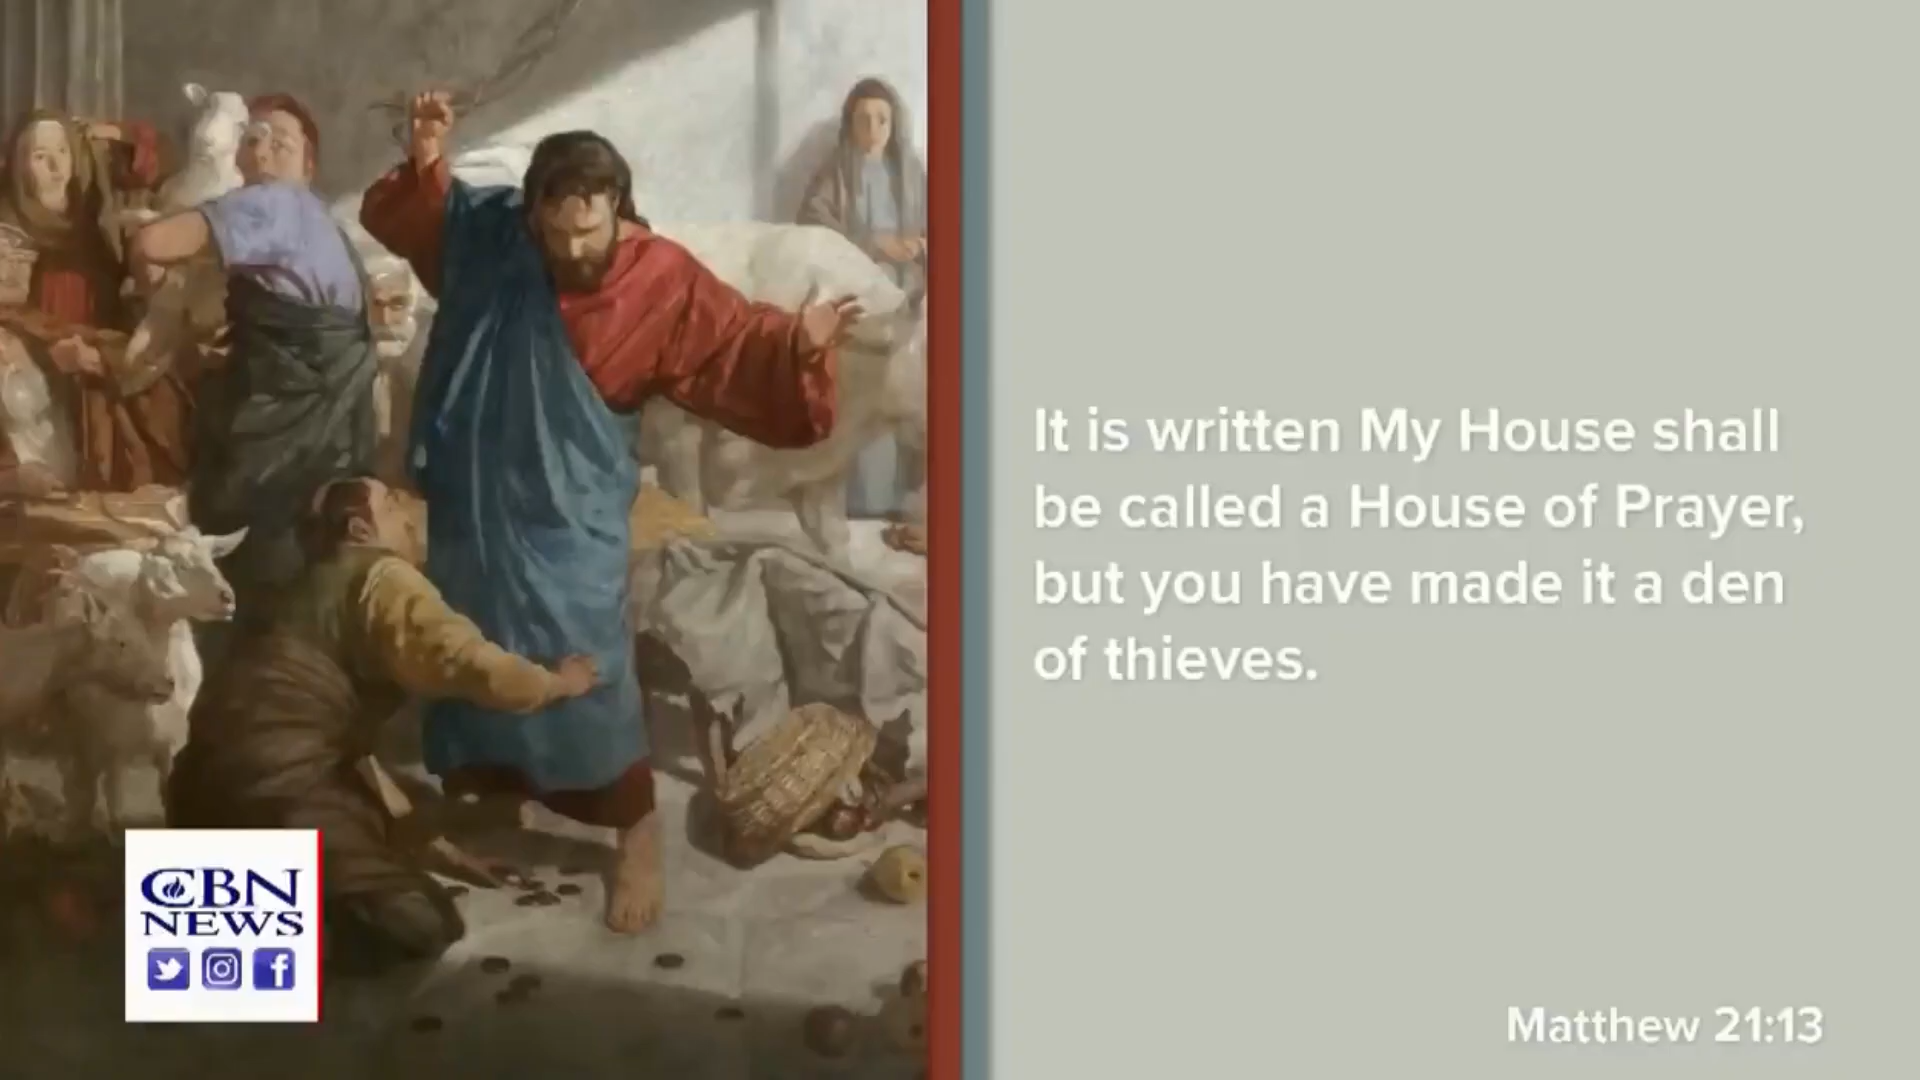 It is written My House shall
be called a House of Prayer,
but you have made it a den
of thieves.
Matthew 21:13
CBN
NEWS